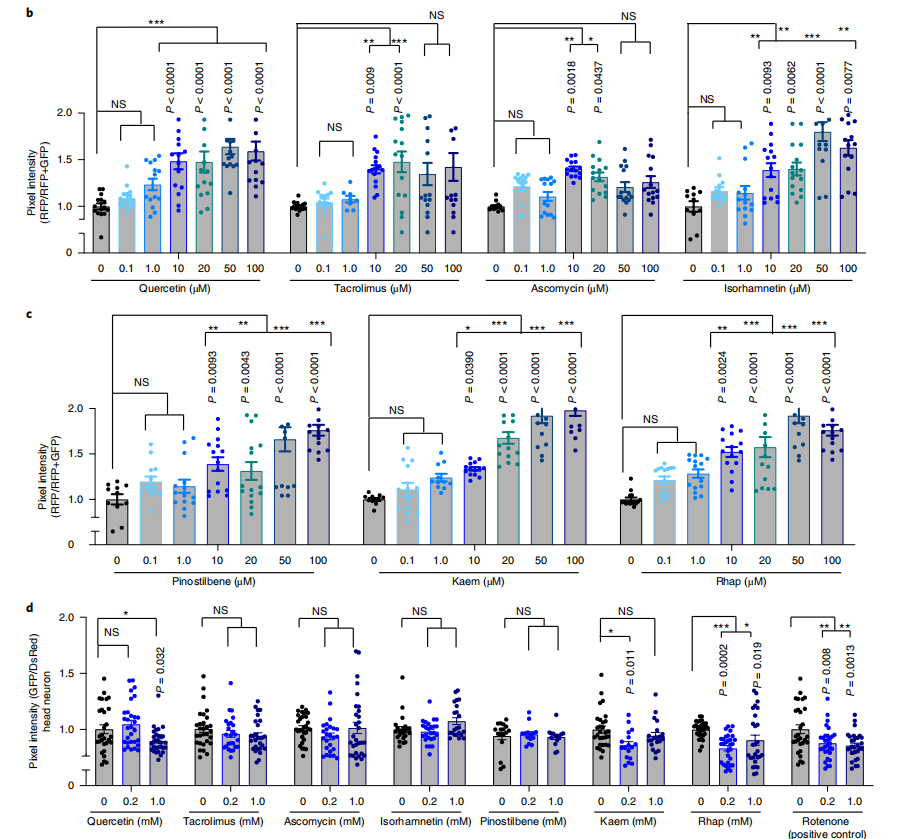 b
*** NS NS
** *** ** * ** ** *** **
P < 0.0001 P < 0.0001 P < 0.0001 P < 0.0001 P = 0.009 P < 0.0001 P = 0.0018 P = 0.0437 P = 0.0093 P = 0.0062 P < 0.0001 P = 0.0077
NS NS NS NS
Pixel intensity
(RFP/RFP+GFP)
2.0
1.5
1.0
0
0 0.1 1.0 10 20 50 100 0 0.1 1.0 10 20 50 100 0 0.1 1.0 10 20 50 100 0 0.1 1.0 10 20 50 100
Quercetin (μM) Tacrolimus (μM) Ascomycin (μM) Isorhamnetin (μM)
c
** ** *** *** * *** *** *** ** *** *** ***
P = 0.0093 P = 0.0043 P < 0.0001 P < 0.0001 P = 0.0390 P < 0.0001 P < 0.0001 P < 0.0001 P = 0.0024 P < 0.0001 P < 0.0001 P < 0.0001
NS NS NS
Pixel intensity
(RFP/RFP+GFP)
2.0
1.5
1.0
0
0 0.1 1.0 10 20 50 100 0 0.1 1.0 10 20 50 100 0 0.1 1.0 10 20 50 100
Pinostilbene (μM) Kaem (μM) Rhap (μM)
d
* NS NS NS NS NS
NS * *** * ** **
P = 0.032 P = 0.011 P = 0.0002 P = 0.019 P = 0.008 P = 0.0013
Pixel intensity (GFP/DsRed)
head neuron
2.0
1.5
1.0
0
0 0.2 1.0 0 0.2 1.0 0 0.2 1.0 0 0.2 1.0 0 0.2 1.0 0 0.2 1.0 0 0.2 1.0 0 0.2 1.0
Quercetin (mM) Tacrolimus (mM) Ascomycin (mM) Isorhamnetin (mM) Pinostilbene (mM) Kaem (mM) Rhap (mM) Rotenone
(positive control)